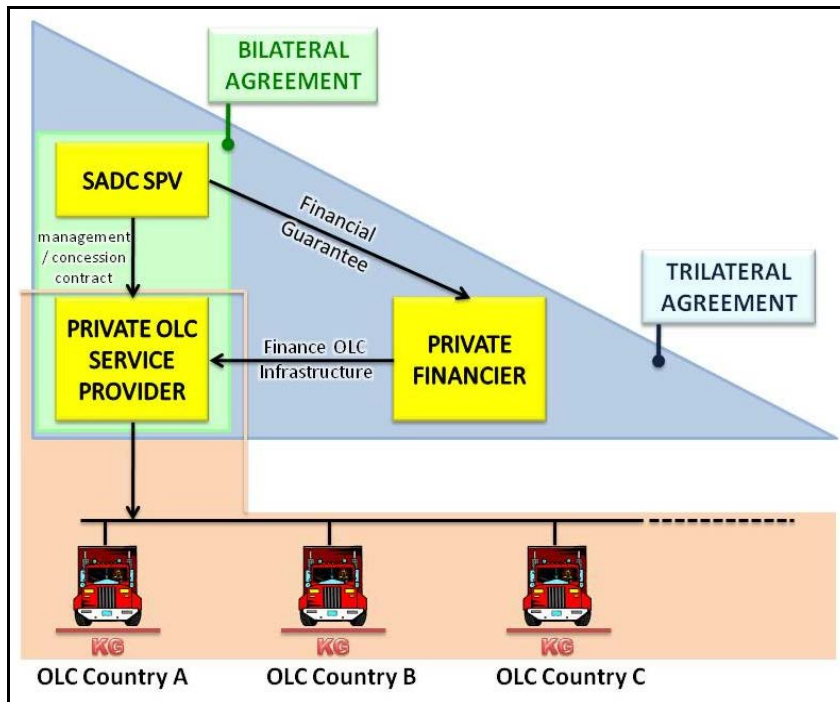 BILATERAL
AGREEMENT
SADC SPV
Financial
Guarantee
management
/ concession
contract
TRILATERAL
AGREEMENT
PRIVATE OLC
SERVICE
PROVIDER
Finance OLC
Infrastructure
PRIVATE
FINANCIER
KG
KG
KG
OLC Country A
OLC Country B
OLC Country C